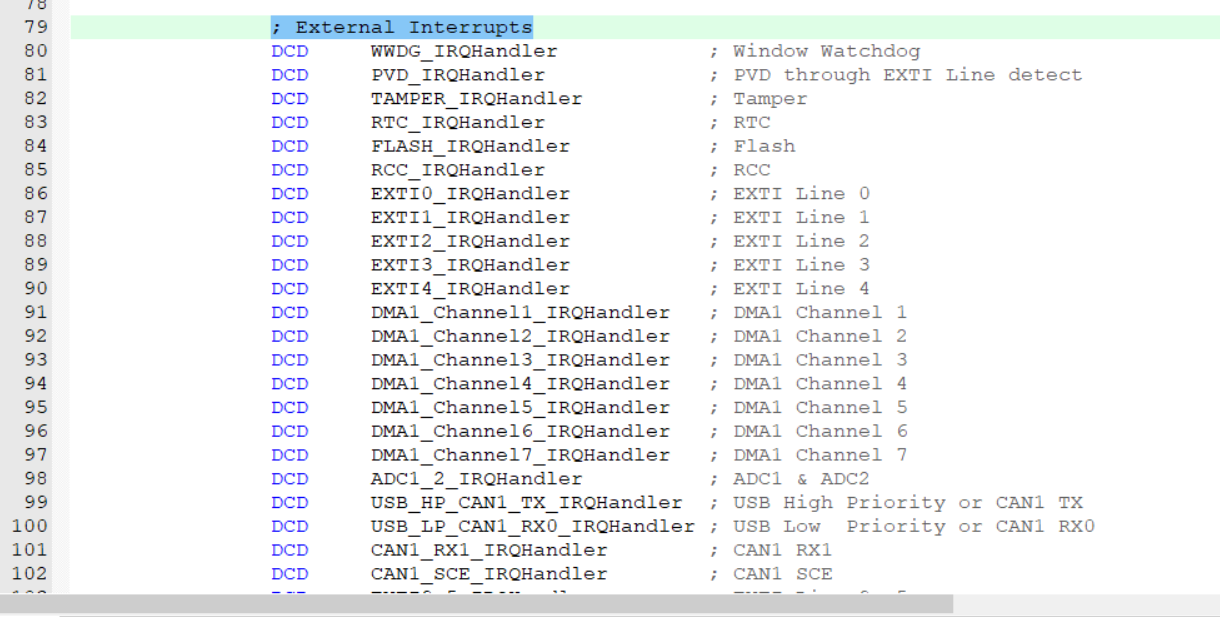 78
79 ; External Interrupts
80 DCD WWDG_IRQHandler ; Window Watchdog
81 DCD PVD_IRQHandler ; PVD through EXTI Line detect
82 DCD TAMPER_IRQHandler ; Tamper
83 DCD RTC_IRQHandler ; RTC
84 DCD FLASH_IRQHandler ; Flash
85 DCD RCC_IRQHandler ; RCC
86 DCD EXTI0_IRQHandler ; EXTI Line 0
87 DCD EXTI1_IRQHandler ; EXTI Line 1
88 DCD EXTI2_IRQHandler ; EXTI Line 2
89 DCD EXTI3_IRQHandler ; EXTI Line 3
90 DCD EXTI4_IRQHandler ; EXTI Line 4
91 DCD DMA1_Channel1_IRQHandler ; DMA1 Channel 1
92 DCD DMA1_Channel2_IRQHandler ; DMA1 Channel 2
93 DCD DMA1_Channel3_IRQHandler ; DMA1 Channel 3
94 DCD DMA1_Channel4_IRQHandler ; DMA1 Channel 4
95 DCD DMA1_Channel5_IRQHandler ; DMA1 Channel 5
96 DCD DMA1_Channel6_IRQHandler ; DMA1 Channel 6
97 DCD DMA1_Channel7_IRQHandler ; DMA1 Channel 7
98 DCD ADC1_2_IRQHandler ; ADC1 & ADC2
99 DCD USB_HP_CAN1_TX_IRQHandler ; USB High Priority or CAN1 TX
100 DCD USB_LP_CAN1_RX0_IRQHandler ; USB Low  Priority or CAN1 RX0
101 DCD CAN1_RX1_IRQHandler ; CAN1 RX1
102 DCD CAN1_SCE_IRQHandler ; CAN1 SCE